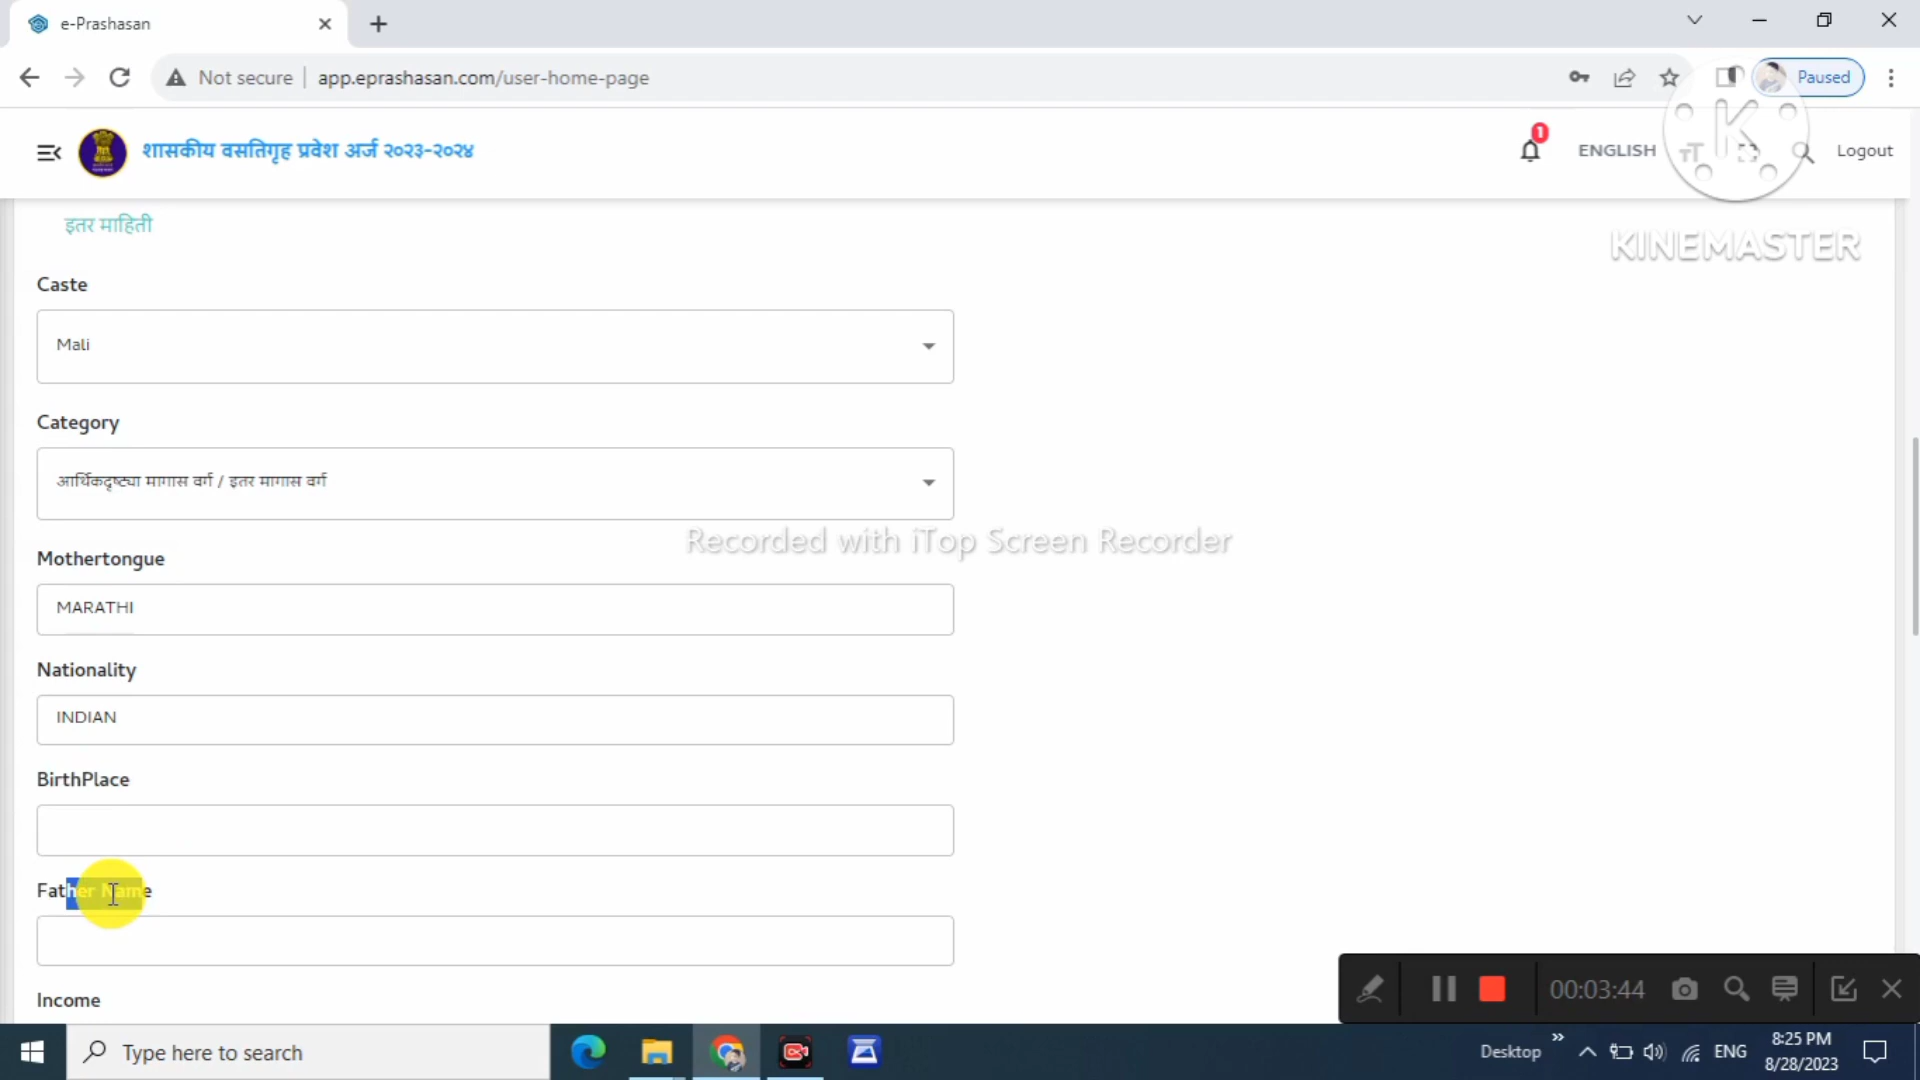 e-Prashasan
Not secure
app.eprashasan.com/user-home-page
Paused
शासकीय वसतिगृह प्रवेश अर्ज २०२३-२०२४
1
ENGLISH
Logout
K
KINEMASTER
इतर माहिती
Caste
Mali
Category
आर्थिकदृष्ट्या मागास वर्ग / इतर मागास वर्ग
Recorded with iTop Screen Recorder
Mothertongue
MARATHI
Nationality
INDIAN
BirthPlace
Father Name
Income
00:03:44
Type here to search
Desktop
ENG
8:25 PM
8/28/2023